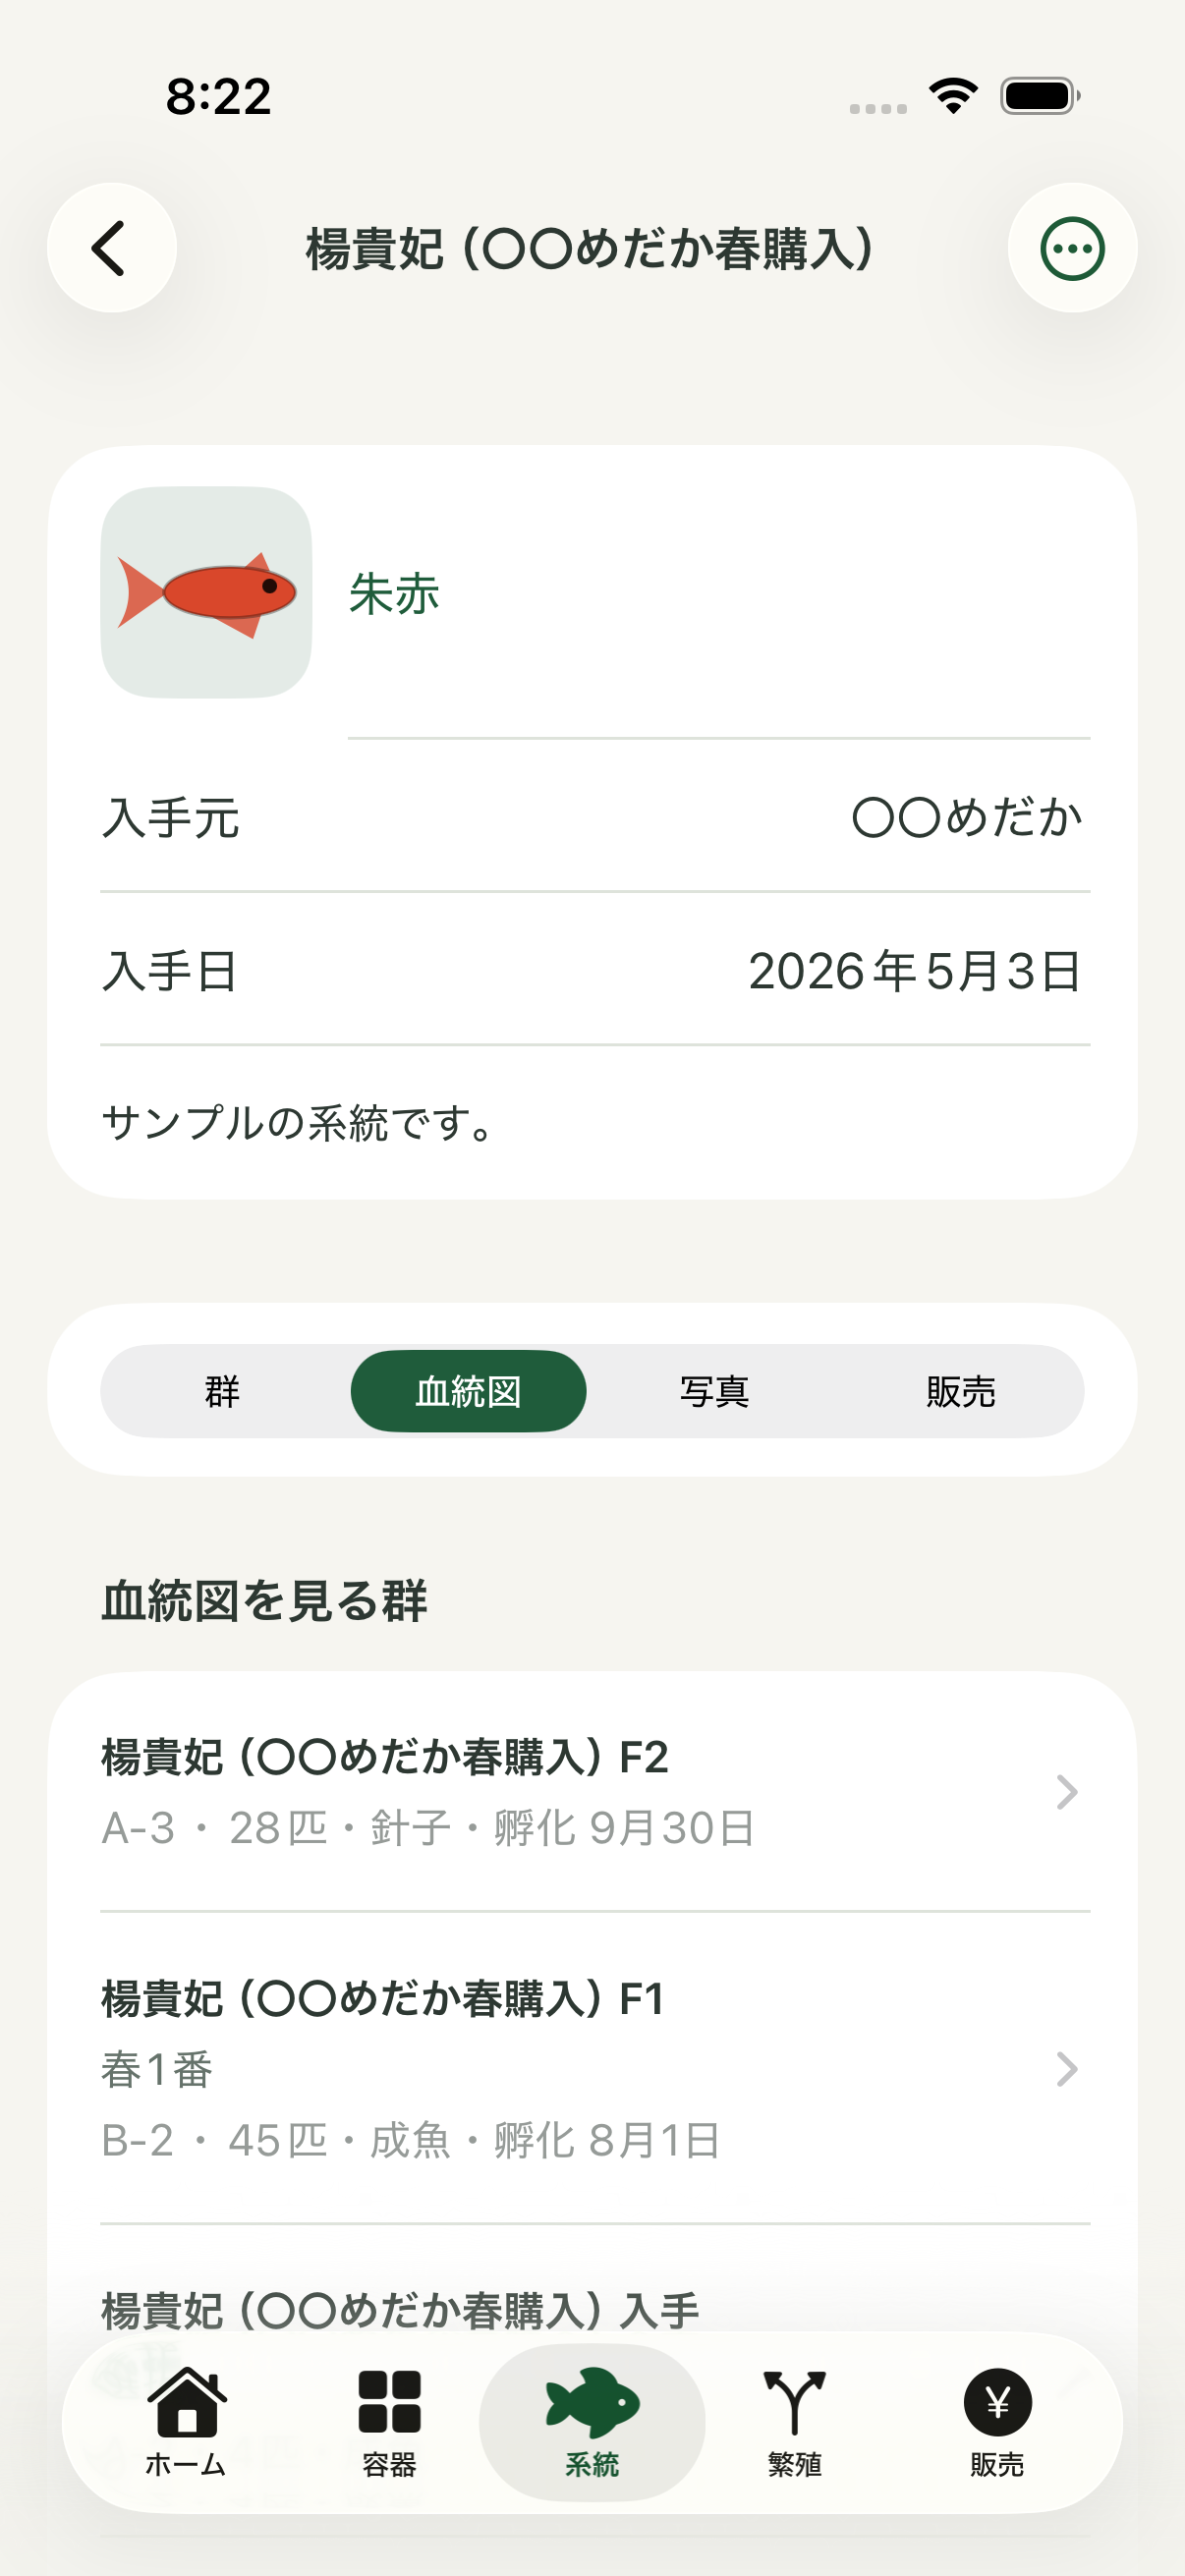 8:22
楊貴妃（〇〇めだか春購入）
朱赤
入手元 〇〇めだか
入手日 2026年5月3日
サンプルの系統です。
群 血統図 写真 販売
血統図を見る群
楊貴妃（〇〇めだか春購入）F2
A-3 ・ 28匹・針子・孵化 9月30日
楊貴妃（〇〇めだか春購入）F1
春1番
B-2 ・ 45匹・成魚・孵化 8月1日
楊貴妃（〇〇めだか春購入）入手
ホーム 容器 系統 繁殖 販売